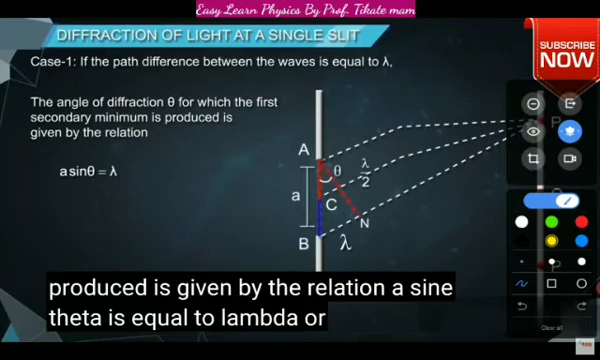 Easy Learn Physics By Prof. Tikate mam
DIFFRACTION OF LIGHT AT A SINGLE SLIT
SUBSCRIBE
NOW
Case-1: If the path difference between the waves is equal to λ,
The angle of diffraction θ for which the first
secondary minimum is produced is
given by the relation
a sinθ = λ
A
θ
λ/2
a
C
N
B
λ
P
P
produced is given by the relation a sine
theta is equal to lambda or
Clear all